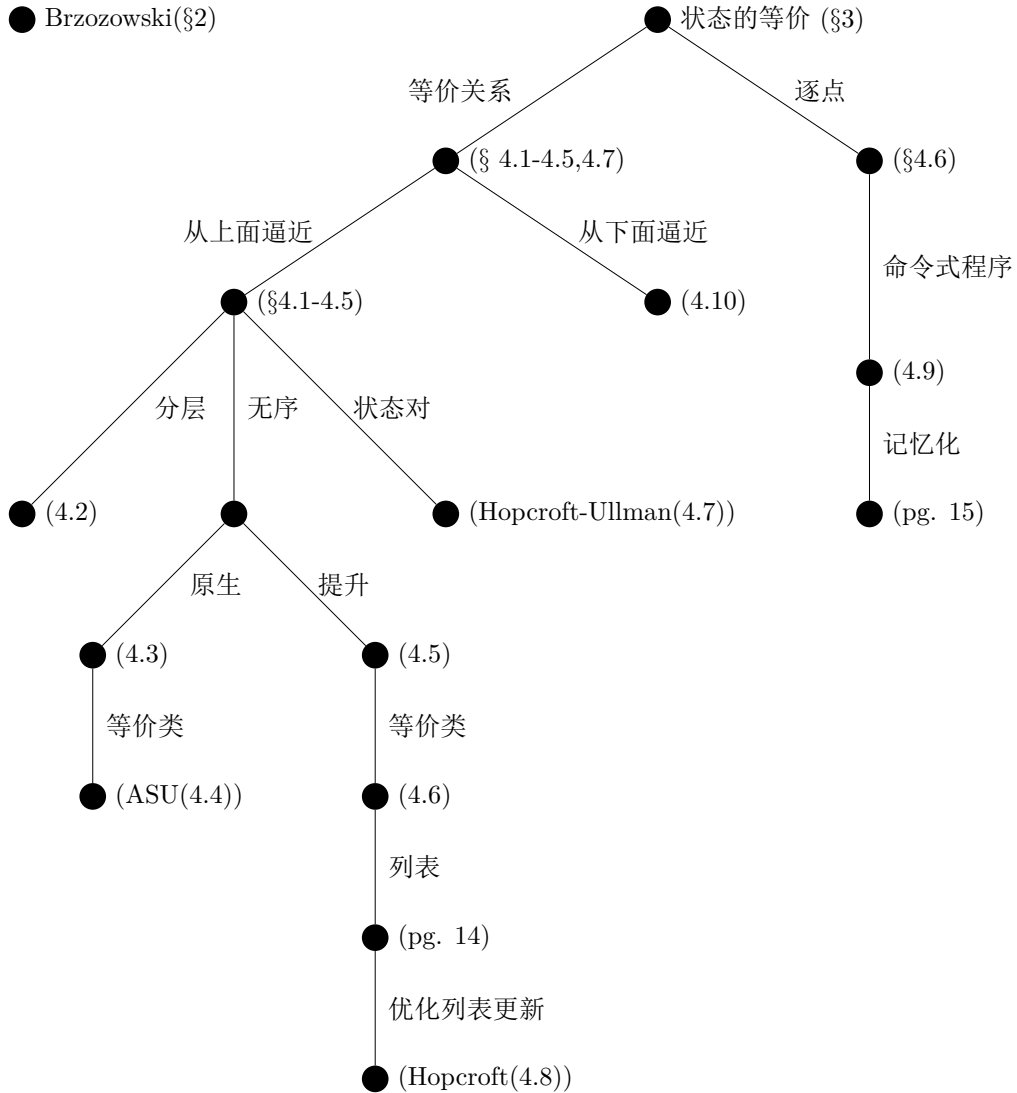 Brzozowski(§2)
状态的等价 (§3)
等价关系
逐点
(§ 4.1-4.5,4.7)
(§4.6)
从上面逼近
从下面逼近
命令式程序
(§4.1-4.5)
(4.10)
(4.9)
分层
无序
状态对
记忆化
(4.2)
(Hopcroft-Ullman(4.7))
(pg. 15)
原生
提升
(4.3)
(4.5)
等价类
等价类
(ASU(4.4))
(4.6)
列表
(pg. 14)
优化列表更新
(Hopcroft(4.8))